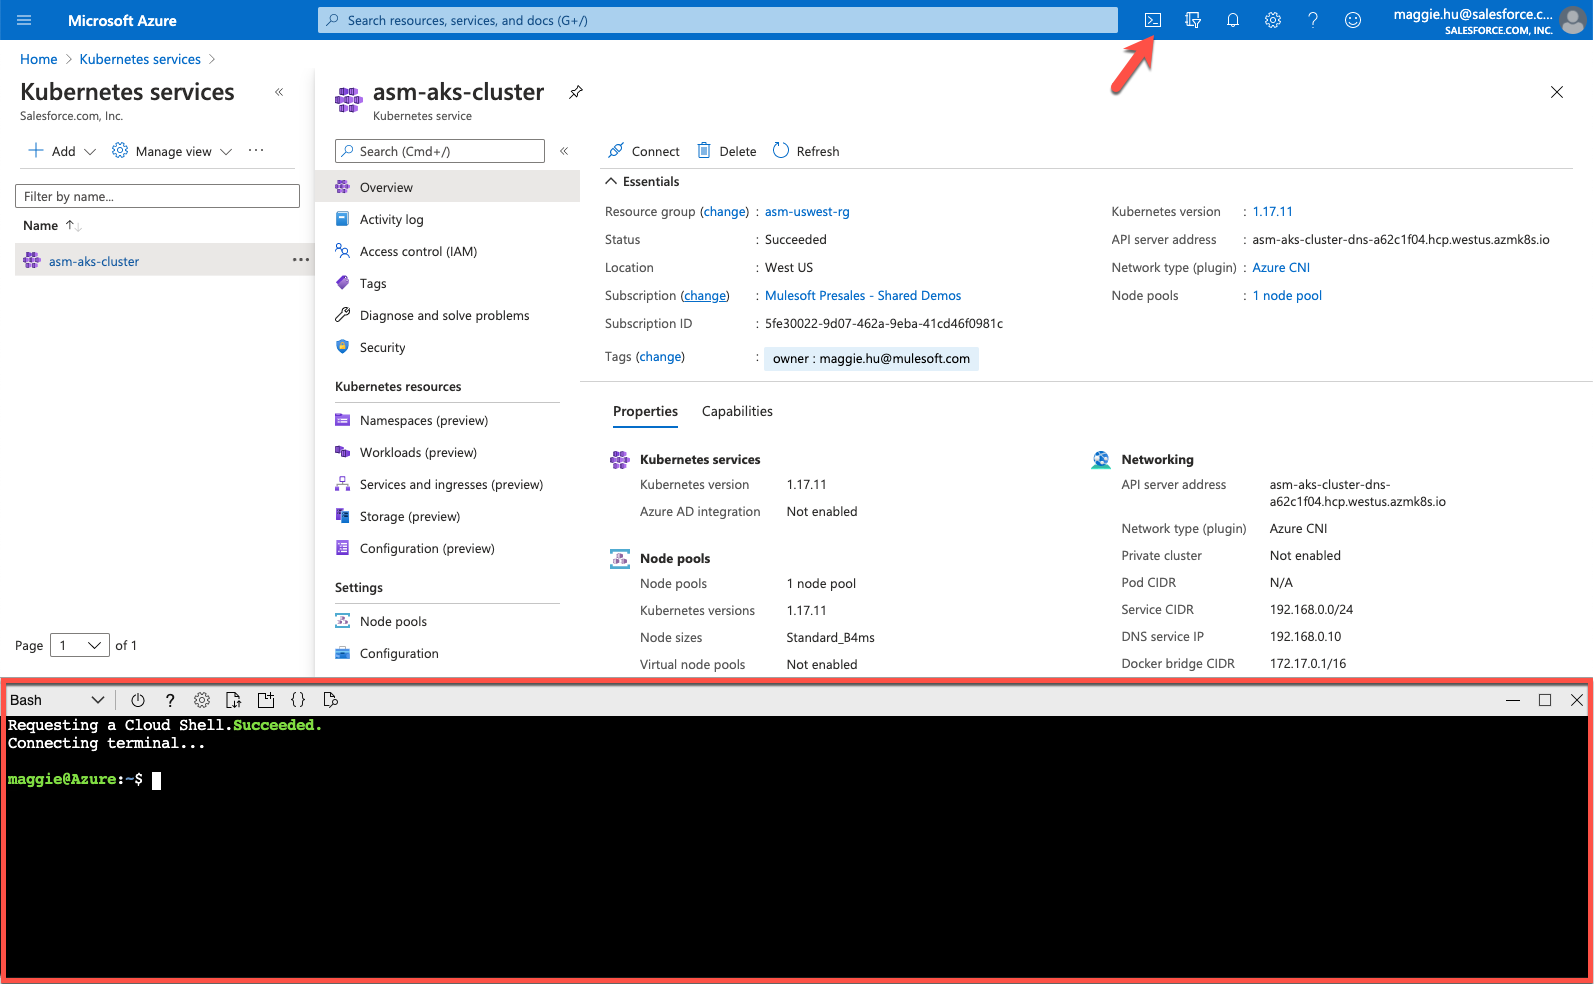 Microsoft Azure
Search resources, services, and docs (G+/)
maggie.hu@salesforce.c...
SALESFORCE.COM, INC.
Home > Kubernetes services >
Kubernetes services «
Salesforce.com, Inc.
+ Add Manage view ...
Filter by name...
Name ↑↓
asm-aks-cluster ...
Page 1 of 1
asm-aks-cluster
Kubernetes service
Search (Cmd+/) «
Overview
Activity log
Access control (IAM)
Tags
Diagnose and solve problems
Security
Kubernetes resources
Namespaces (preview)
Workloads (preview)
Services and ingresses (preview)
Storage (preview)
Configuration (preview)
Settings
Node pools
Configuration
Connect Delete Refresh
Essentials
Resource group (change) : asm-uswest-rg
Status : Succeeded
Location : West US
Subscription (change) : Mulesoft Presales - Shared Demos
Subscription ID : 5fe30022-9d07-462a-9eba-41cd46f0981c
Tags (change) : owner : maggie.hu@mulesoft.com
Kubernetes version : 1.17.11
API server address : asm-aks-cluster-dns-a62c1f04.hcp.westus.azmk8s.io
Network type (plugin) : Azure CNI
Node pools : 1 node pool
Properties Capabilities
Kubernetes services
Kubernetes version 1.17.11
Azure AD integration Not enabled
Node pools
Node pools 1 node pool
Kubernetes versions 1.17.11
Node sizes Standard_B4ms
Virtual node pools Not enabled
Networking
API server address asm-aks-cluster-dns-
a62c1f04.hcp.westus.azmk8s.io
Network type (plugin) Azure CNI
Private cluster Not enabled
Pod CIDR N/A
Service CIDR 192.168.0.0/24
DNS service IP 192.168.0.10
Docker bridge CIDR 172.17.0.1/16
Bash ? {}
Requesting a Cloud Shell.Succeeded.
Connecting terminal...
maggie@Azure:~$